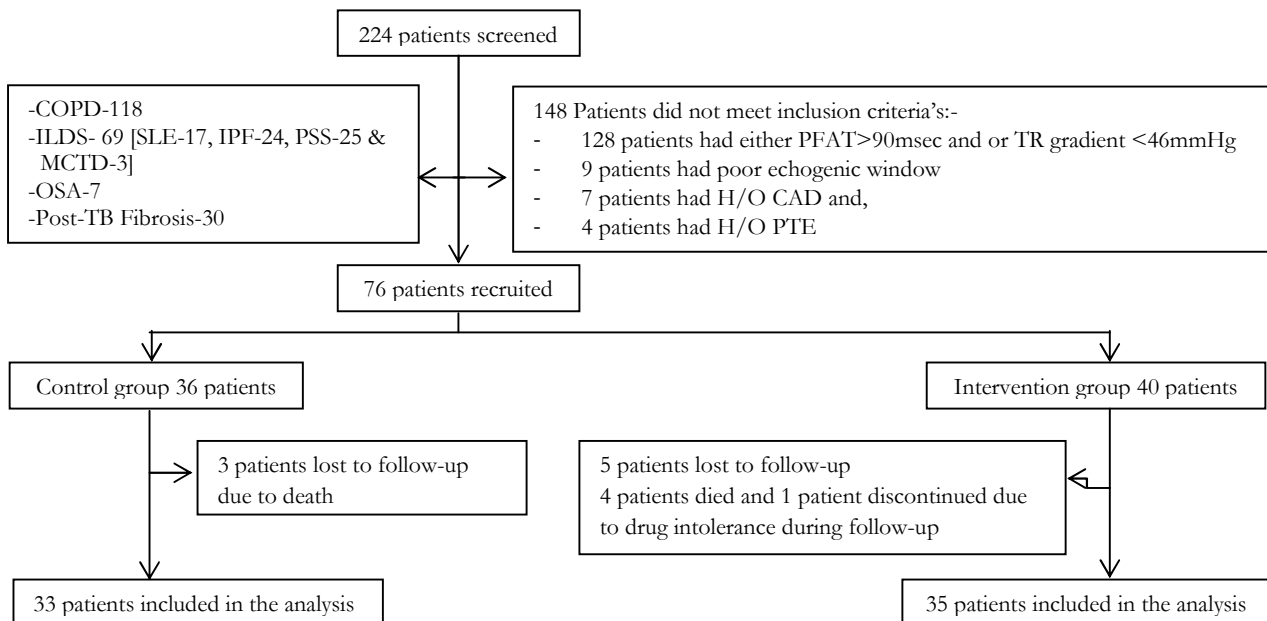 224 patients screened
-COPD-118
-ILDS- 69 [SLE-17, IPF-24, PSS-25 &
MCTD-3]
-OSA-7
-Post-TB Fibrosis-30
148 Patients did not meet inclusion criteria's:-
- 128 patients had either PFAT>90msec and or TR gradient <46mmHg
- 9 patients had poor echogenic window
- 7 patients had H/O CAD and,
- 4 patients had H/O PTE
76 patients recruited
Control group 36 patients
Intervention group 40 patients
3 patients lost to follow-up
due to death
5 patients lost to follow-up
4 patients died and 1 patient discontinued due
to drug intolerance during follow-up
33 patients included in the analysis
35 patients included in the analysis